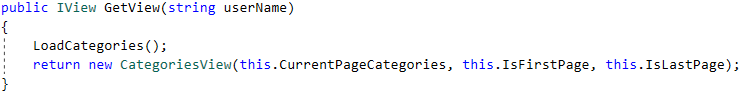 public IView GetView(string userName)
{
    LoadCategories();
    return new CategoriesView(this.CurrentPageCategories, this.IsFirstPage, this.IsLastPage);
}